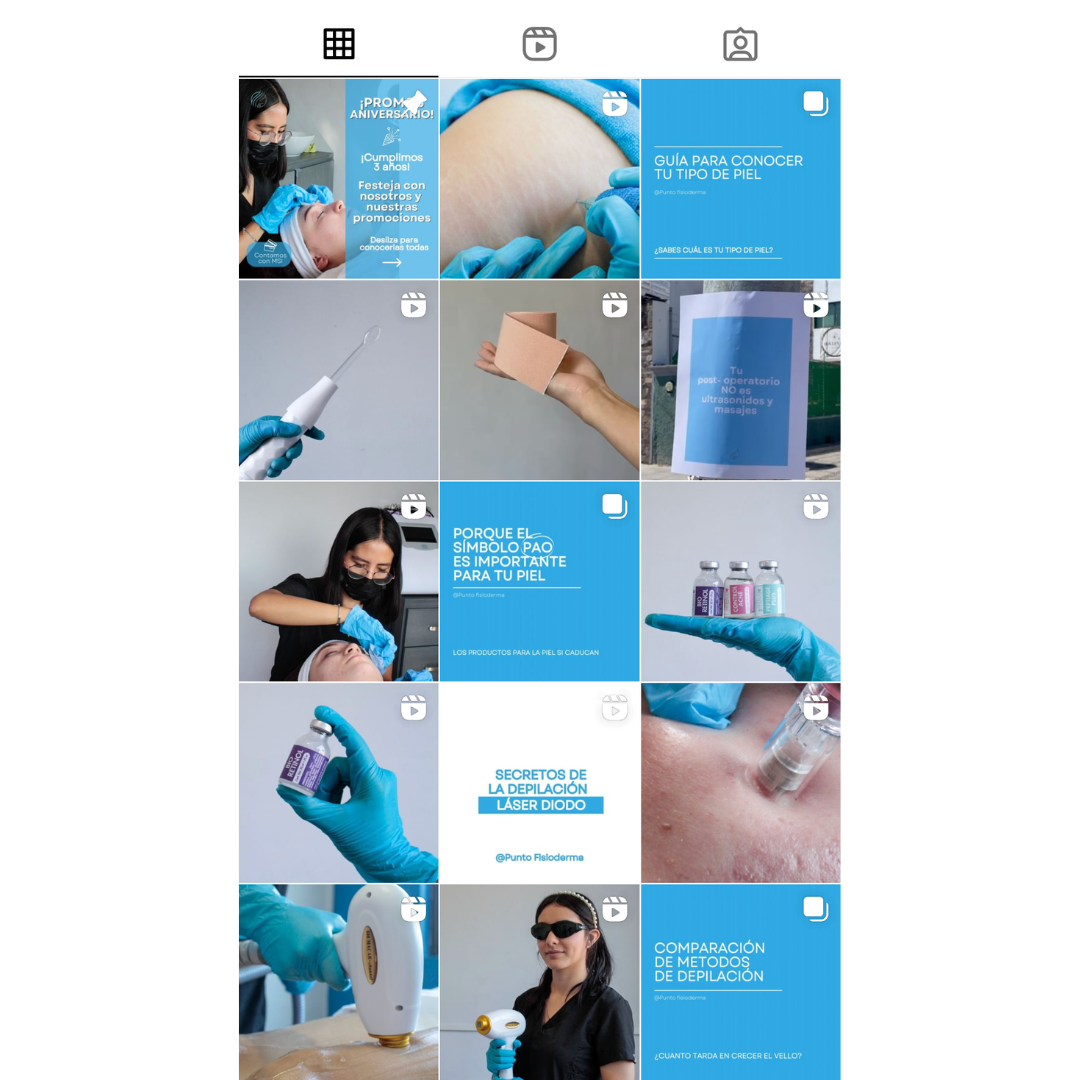 ¡PROMOS
ANIVERSARIO!
¡Cumplimos
3 años!
Festeja con
nosotros y
nuestras
promociones
Desliza para
conocerlas todas
Contamos
con MSI
GUÍA PARA CONOCER
TU TIPO DE PIEL
@Punto fisioderma
¿SABES CUÁL ES TU TIPO DE PIEL?
Tu
post-operatorio
NO es
ultrasonidos y
masajes
PORQUE EL
SÍMBOLO PAO
ES IMPORTANTE
PARA TU PIEL
@Punto fisioderma
LOS PRODUCTOS PARA LA PIEL SI CADUCAN
BIO
RETINOL
CONTROL
ACNÉ
PLUS
BIO
RETINOL
SECRETOS DE
LA DEPILACIÓN
LÁSER DIODO
@Punto Fisioderma
COMPARACIÓN
DE METODOS
DE DEPILACIÓN
@Punto fisioderma
¿CUANTO TARDA EN CRECER EL VELLO?